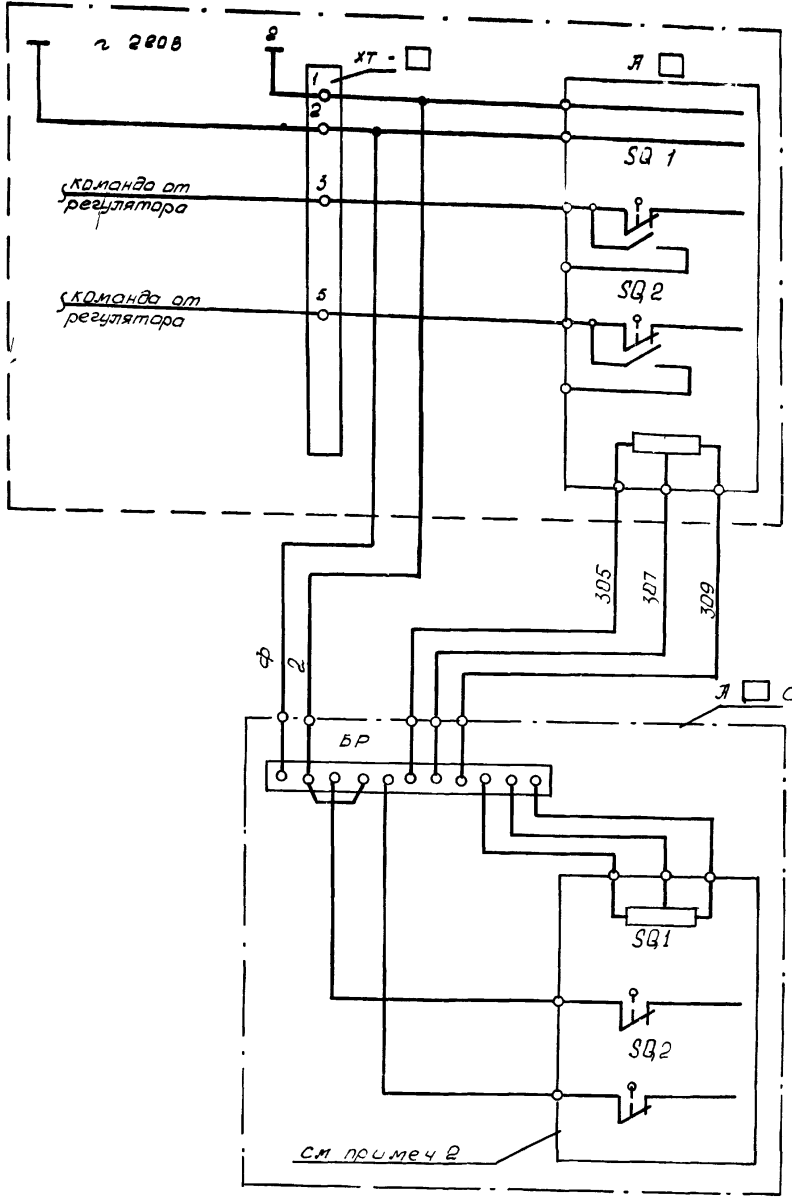 ~ 220В
2
ХТ - □
А □
1
2
SQ 1
3
команда от
регулятора
SQ 2
5
команда от
регулятора
305
307
309
Ф
2
А □ С
БР
SQ1
SQ2
см примеч 2